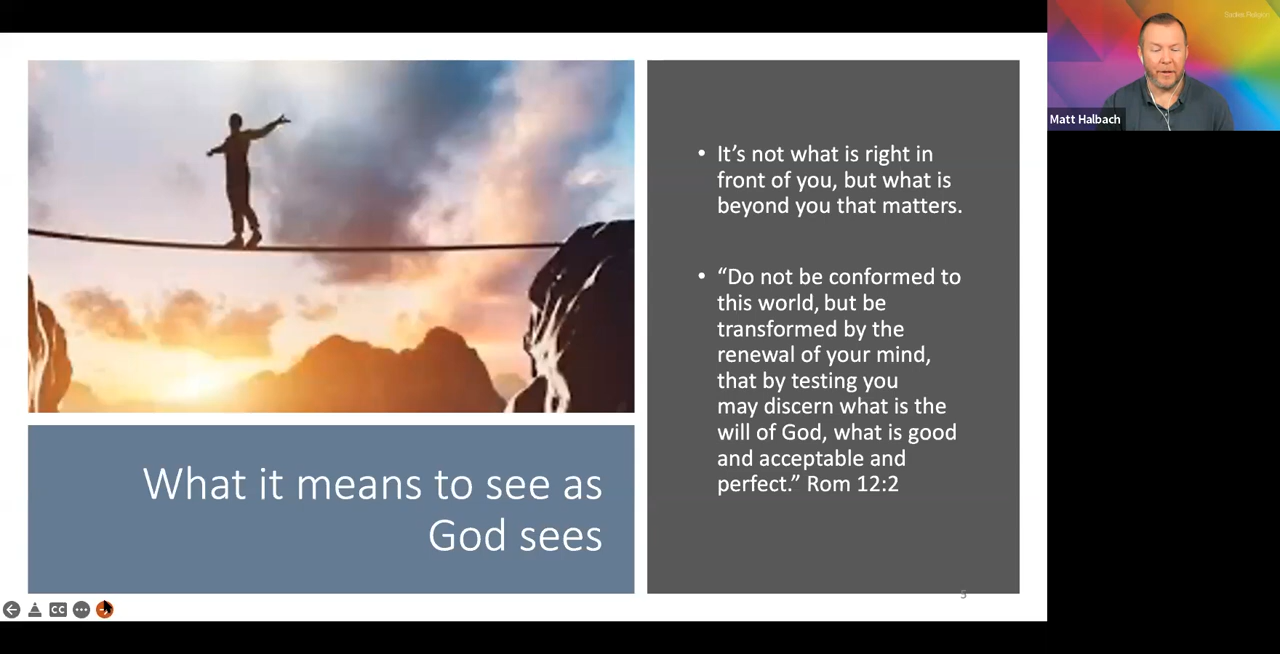 What it means to see as
God sees
• It’s not what is right in
front of you, but what is
beyond you that matters.
• “Do not be conformed to
this world, but be
transformed by the
renewal of your mind,
that by testing you
may discern what is the
will of God, what is good
and acceptable and
perfect.” Rom 12:2
5
CC
Matt Halbach